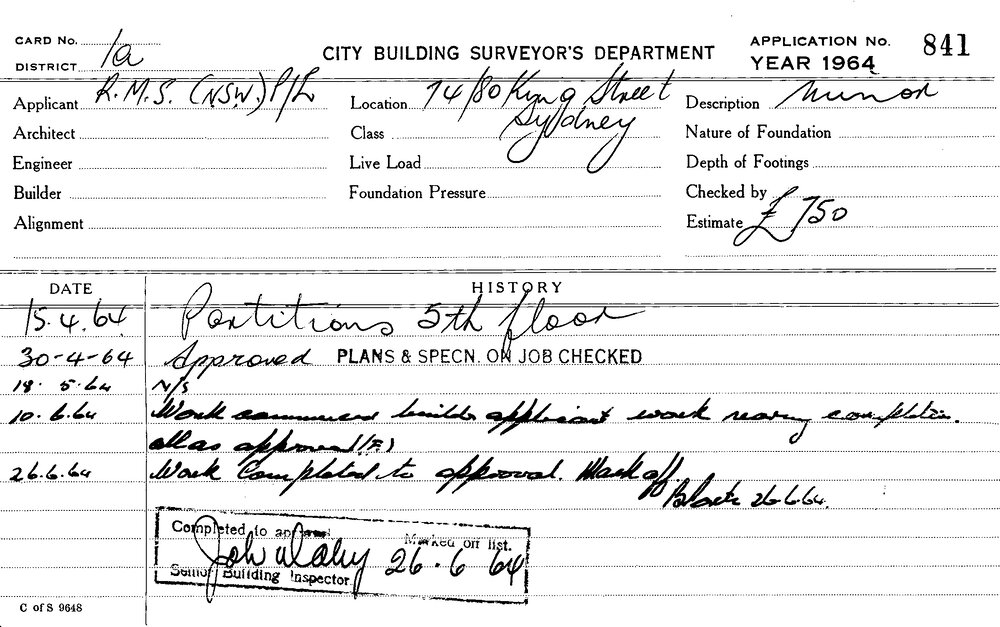 CARD No.
DISTRICT 1a
CITY BUILDING SURVEYOR'S DEPARTMENT
APPLICATION No. 841
YEAR 1964
Applicant R.M.S. (NSW.) P/L
Location 74/80 King Street
Sydney
Description Minor
Architect
Class
Nature of Foundation
Engineer
Live Load
Depth of Footings
Builder
Foundation Pressure
Checked by
Alignment
Estimate £ 750
DATE HISTORY
15.4.64 Partitions 5th floor
30-4-64 Approved PLANS & SPECN. ON JOB CHECKED
18.5.64 N/S
10.6.64 Work commenced builder applicant work nearing completion.
all as approved
26.6.64 Work Completed to approval. Mark off
26.6.64.
Completed to approval Marked off list.
26.6 64
Senior Building Inspector
C of S 9648